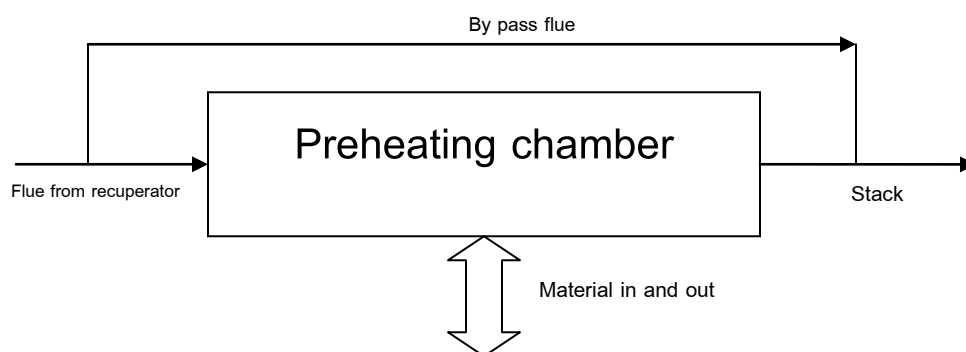 By pass flue
Preheating chamber
Flue from recuperator
Stack
Material in and out